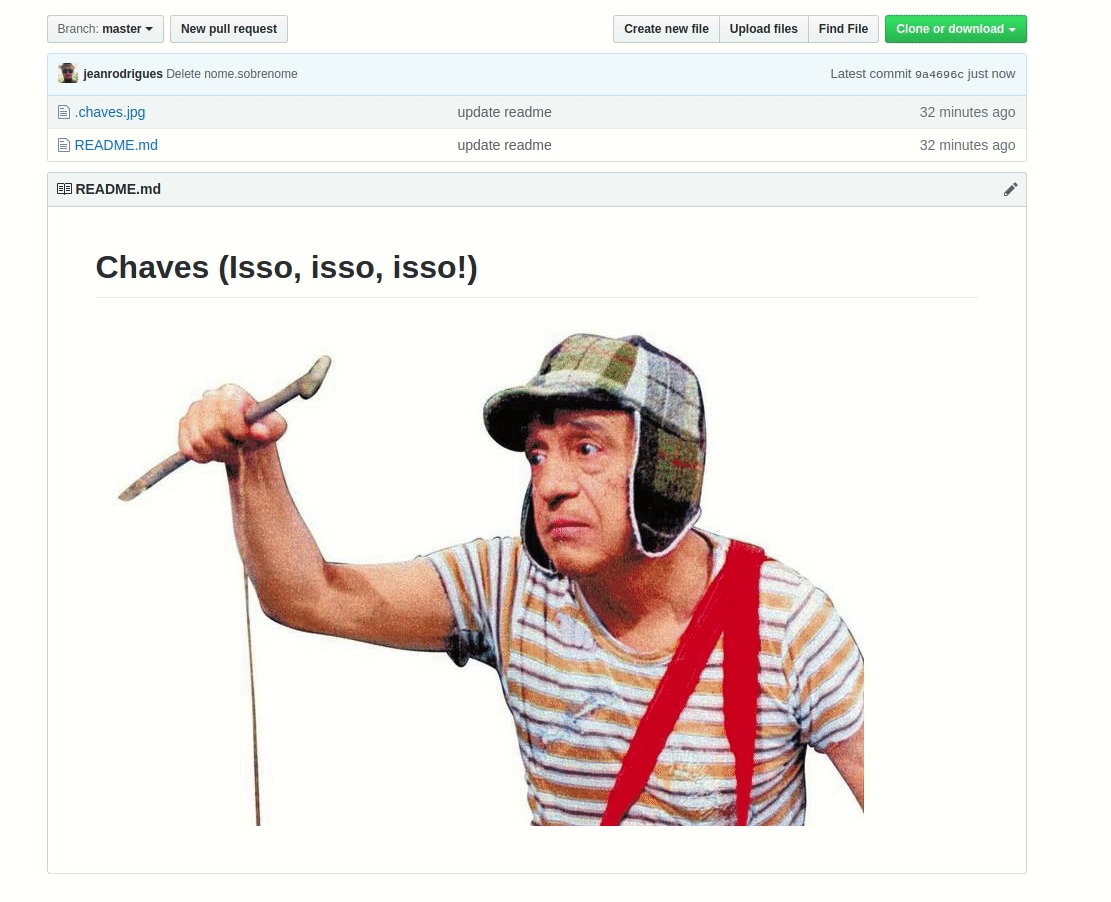 Branch: master New pull request Create new file Upload files Find File Clone or download
jeanrodrigues Delete nome.sobrenome Latest commit 9a4696c just now
.chaves.jpg update readme 32 minutes ago
README.md update readme 32 minutes ago
README.md
Chaves (Isso, isso, isso!)